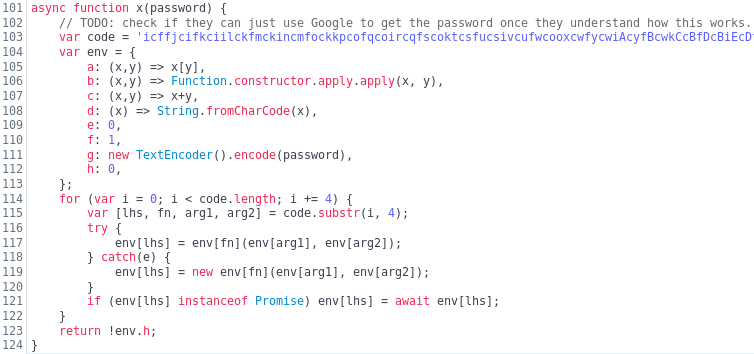 101 async function x(password) {
102     // TODO: check if they can just use Google to get the password once they understand how this works.
103     var code = 'icffjcifkciilckfmckincmfockkpcofqcoircqfscoktcsfucsivcufwcooxcwfycwiAcyfBcwkCcBfDcBiEcD
104     var env = {
105         a: (x,y) => x[y],
106         b: (x,y) => Function.constructor.apply.apply(x, y),
107         c: (x,y) => x+y,
108         d: (x) => String.fromCharCode(x),
109         e: 0,
110         f: 1,
111         g: new TextEncoder().encode(password),
112         h: 0,
113     };
114     for (var i = 0; i < code.length; i += 4) {
115         var [lhs, fn, arg1, arg2] = code.substr(i, 4);
116         try {
117             env[lhs] = env[fn](env[arg1], env[arg2]);
118         } catch(e) {
119             env[lhs] = new env[fn](env[arg1], env[arg2]);
120         }
121         if (env[lhs] instanceof Promise) env[lhs] = await env[lhs];
122     }
123     return !env.h;
124 }